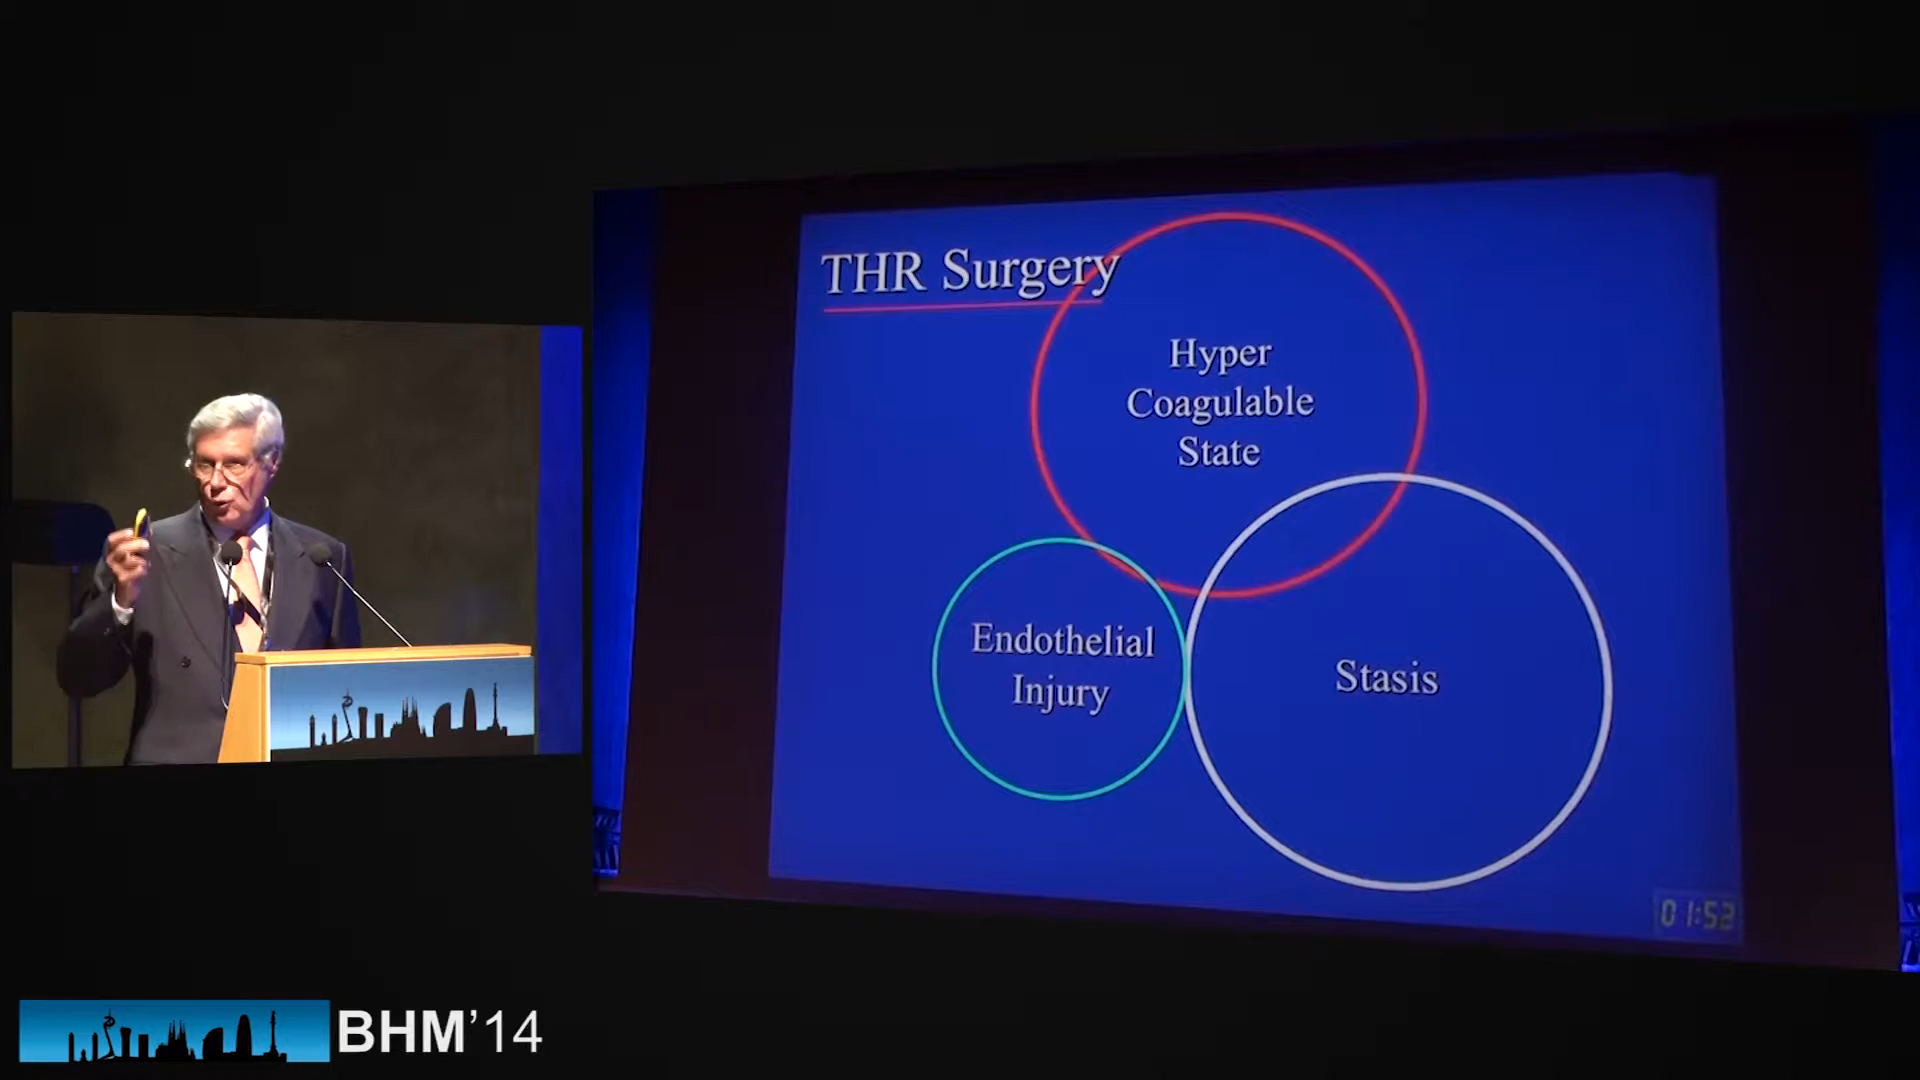 THR Surgery
Hyper
Coagulable
State
Endothelial
Injury
Stasis
01:52
BHM’14